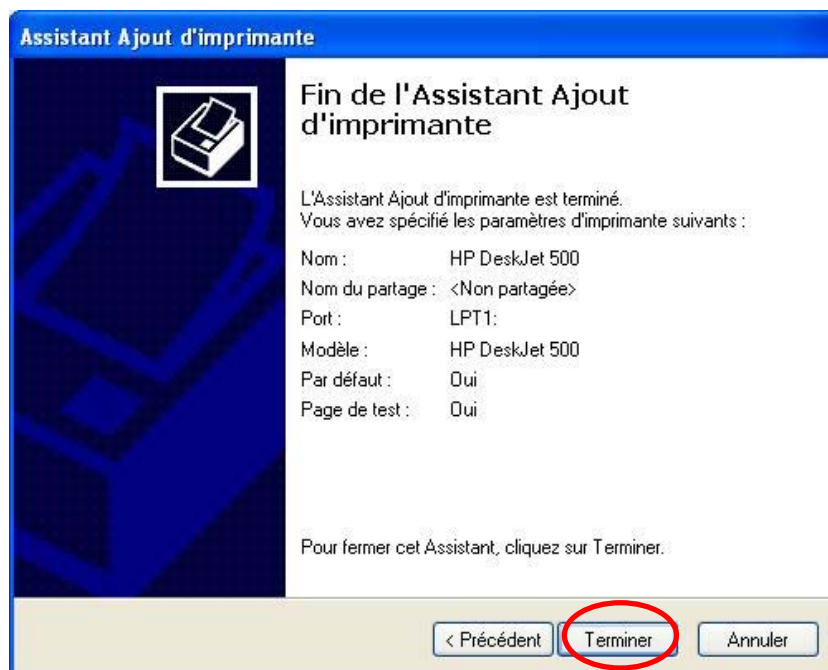 Assistant Ajout d'imprimante
Fin de l'Assistant Ajout
d'imprimante
L'Assistant Ajout d'imprimante est terminé.
Vous avez spécifié les paramètres d'imprimante suivants :
Nom : HP DeskJet 500
Nom du partage : <Non partagée>
Port : LPT1:
Modèle : HP DeskJet 500
Par défaut : Oui
Page de test : Oui
Pour fermer cet Assistant, cliquez sur Terminer.
< Précédent Terminer Annuler